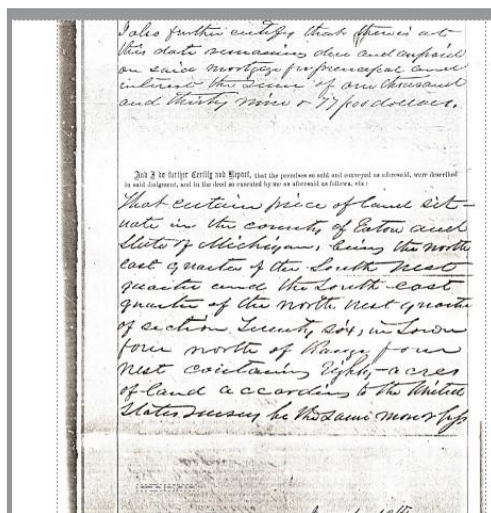 I also further certify that there is at
this date remaining due and unpaid
on said mortgage for principal and
interest the sum of one thousand
and thirty nine & 77/100 dollars.
And I do further Certify and Report, that the premises so sold and conveyed as aforesaid, were described
in said Judgment, and in the deed so executed by me as aforesaid as follows, viz:
That certain piece of land sit-
uate in the county of Eaton and
State of Michigan, being the north
east quarter of the South West
quarter and the South east
quarter of the north west quarter
of section Twenty six, in Town
four north of Range four
West containing Eighty acres
of land according to the United
States survey be the same more or less